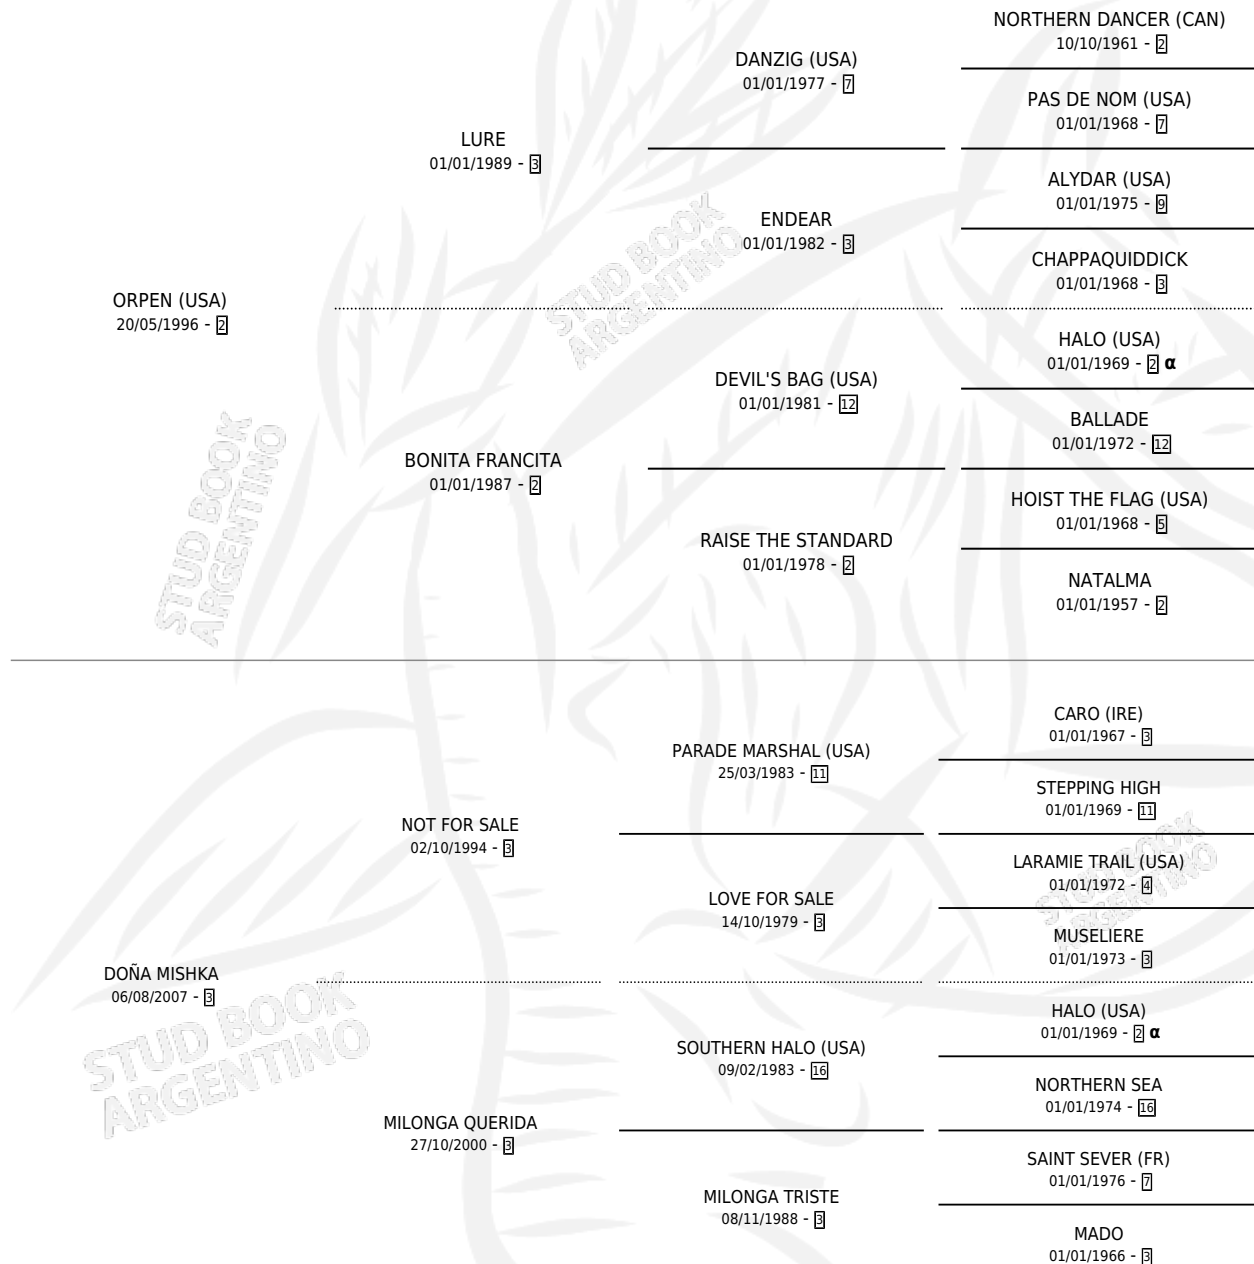 NORTHERN DANCER (CAN)
10/10/1961 - 2
DANZIG (USA)
01/01/1977 - 7
PAS DE NOM (USA)
01/01/1968 - 7
LURE
01/01/1989 - 3
ALYDAR (USA)
01/01/1975 - 9
ENDEAR
01/01/1982 - 3
CHAPPAQUIDDICK
01/01/1968 - 3
STUD BOOK
ARGENTINO
ORPEN (USA)
20/05/1996 - 2
HALO (USA)
01/01/1969 - 2 α
DEVIL'S BAG (USA)
01/01/1981 - 12
BALLADE
01/01/1972 - 12
BONITA FRANCITA
01/01/1987 - 2
HOIST THE FLAG (USA)
01/01/1968 - 5
RAISE THE STANDARD
01/01/1978 - 2
NATALMA
01/01/1957 - 2
STUD BOOK
ARGENTINO
CARO (IRE)
01/01/1967 - 3
PARADE MARSHAL (USA)
25/03/1983 - 11
STEPPING HIGH
01/01/1969 - 11
NOT FOR SALE
02/10/1994 - 3
LARAMIE TRAIL (USA)
01/01/1972 - 4
LOVE FOR SALE
14/10/1979 - 3
MUSELIERE
01/01/1973 - 3
STUD BOOK
ARGENTINO
DOÑA MISHKA
06/08/2007 - 3
HALO (USA)
01/01/1969 - 2 α
SOUTHERN HALO (USA)
09/02/1983 - 16
NORTHERN SEA
01/01/1974 - 16
STUD BOOK
ARGENTINO
MILONGA QUERIDA
27/10/2000 - 3
SAINT SEVER (FR)
01/01/1976 - 7
MILONGA TRISTE
08/11/1988 - 3
MADO
01/01/1966 - 3